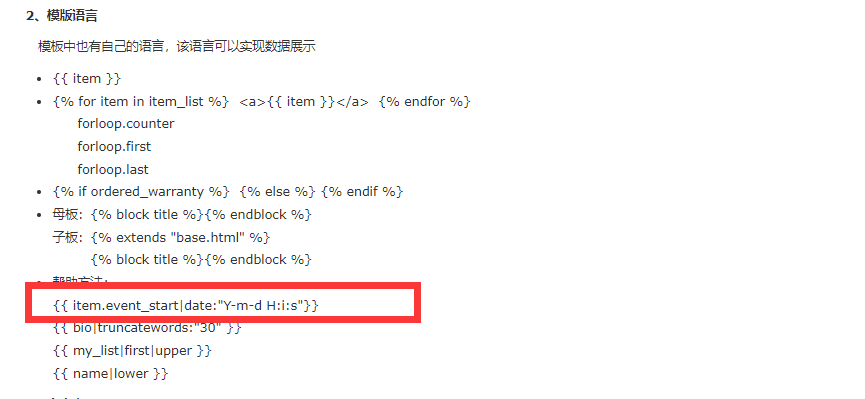 2、模版语言
模板中也有自己的语言，该语言可以实现数据展示
{{ item }}
{% for item in item_list %} <a>{{ item }}</a> {% endfor %}
forloop.counter
forloop.first
forloop.last
{% if ordered_warranty %} {% else %} {% endif %}
母板：{% block title %}{% endblock %}
子板：{% extends "base.html" %}
{% block title %}{% endblock %}
帮助方法：
{{ item.event_start|date:"Y-m-d H:i:s"}}
{{ bio|truncatewords:"30" }}
{{ my_list|first|upper }}
{{ name|lower }}